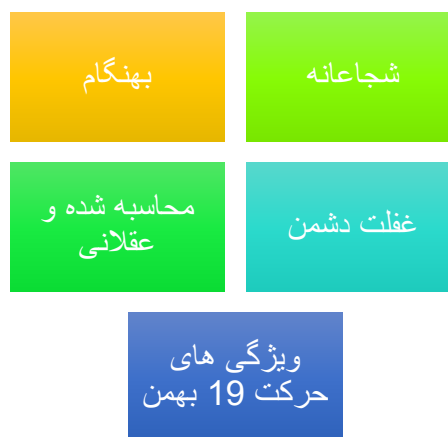 شجاعانه
بهنگام
غفلت دشمن
محاسبه شده و
عقلانی
ویژگی های
حرکت 19 بهمن